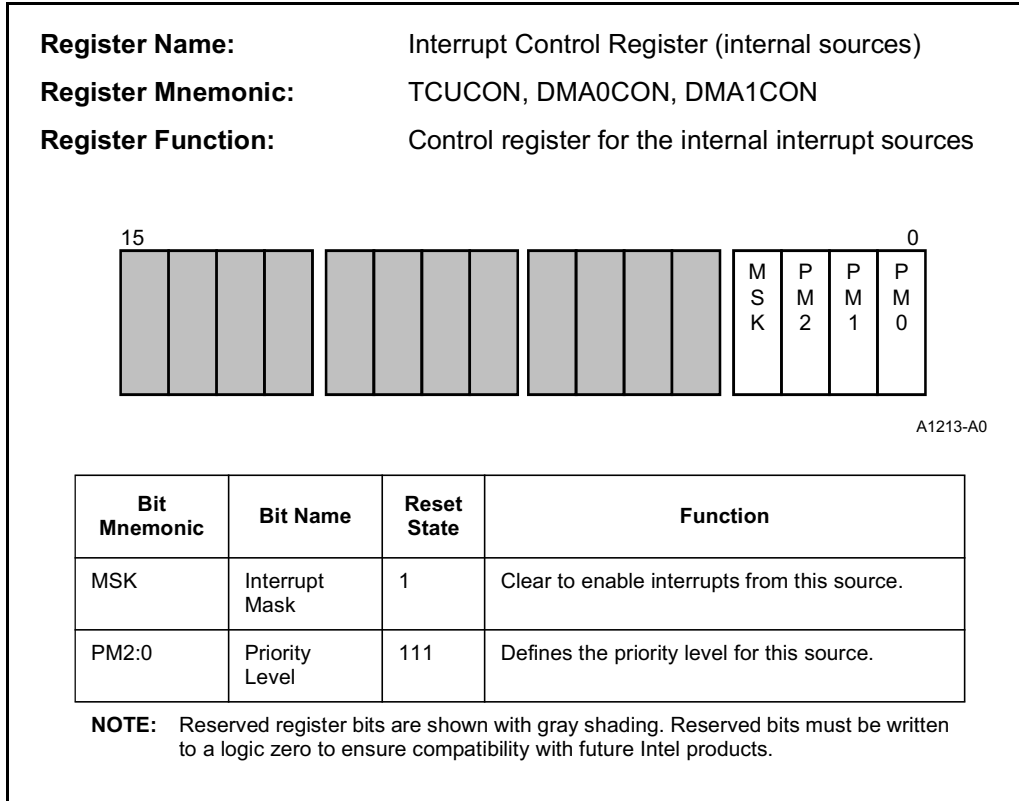 Register Name: Interrupt Control Register (internal sources)
Register Mnemonic: TCUCON, DMA0CON, DMA1CON
Register Function: Control register for the internal interrupt sources
15 0
MSK PM2 PM1 PM0
A1213-A0
Bit Mnemonic Bit Name Reset State Function
MSK Interrupt Mask 1 Clear to enable interrupts from this source.
PM2:0 Priority Level 111 Defines the priority level for this source.
NOTE: Reserved register bits are shown with gray shading. Reserved bits must be written
to a logic zero to ensure compatibility with future Intel products.